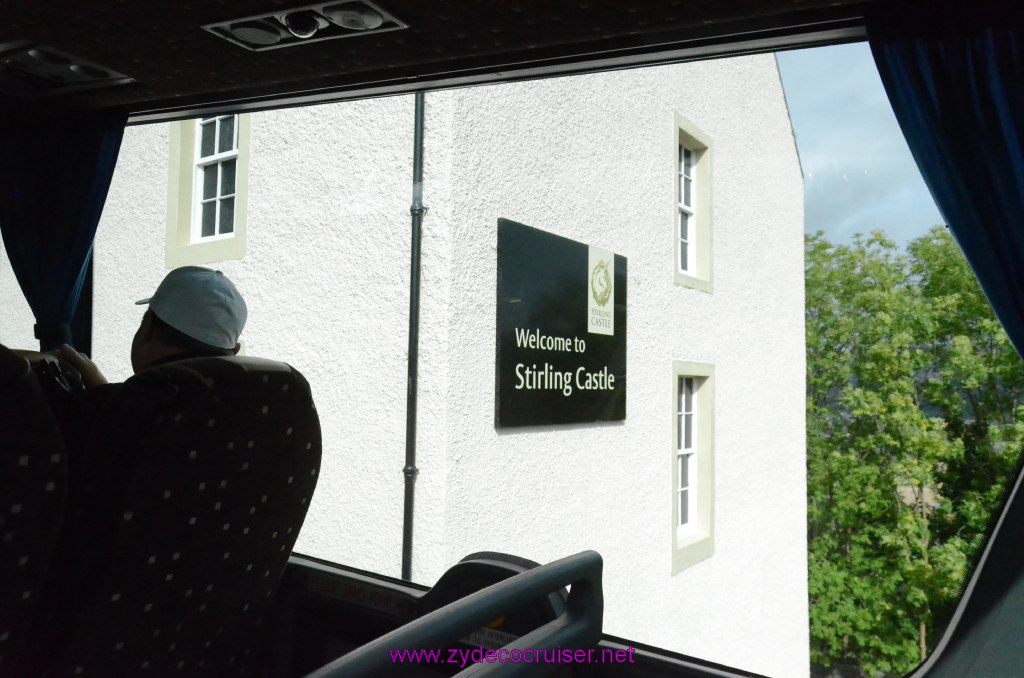 STIRLING
CASTLE
Welcome to
Stirling Castle
www.zydecocruiser.net